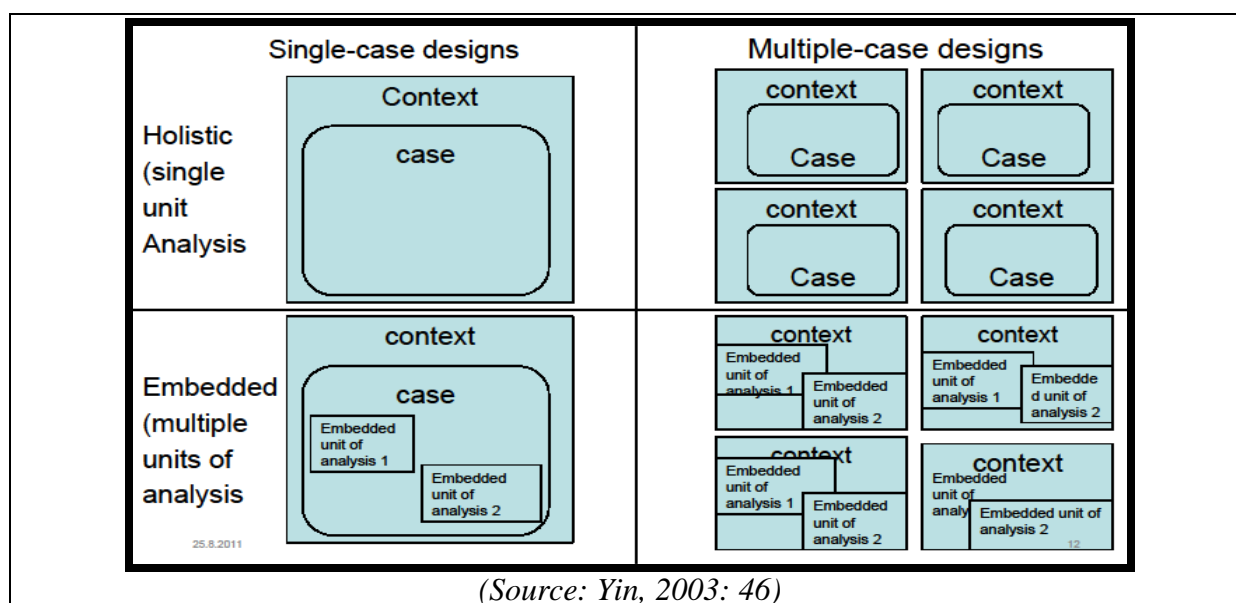 Single-case designs
Multiple-case designs
Holistic
(single
unit
Analysis
Context
case
context
Case
context
Case
context
Case
context
Case
Embedded
(multiple
units of
analysis
context
case
Embedded
unit of
analysis 1
Embedded
unit of
analysis 2
context
Embedded
unit of
analysis 1
Embedded
unit of
analysis 2
context
Embedded
unit of
analysis 1
Embedde
d unit of
analysis 2
context
Embedded
unit of
analysis 1
Embedded
unit of
analysis 2
context
Embedded
unit of
analy
Embedded unit of
analysis 2
25.8.2011
12
(Source: Yin, 2003: 46)